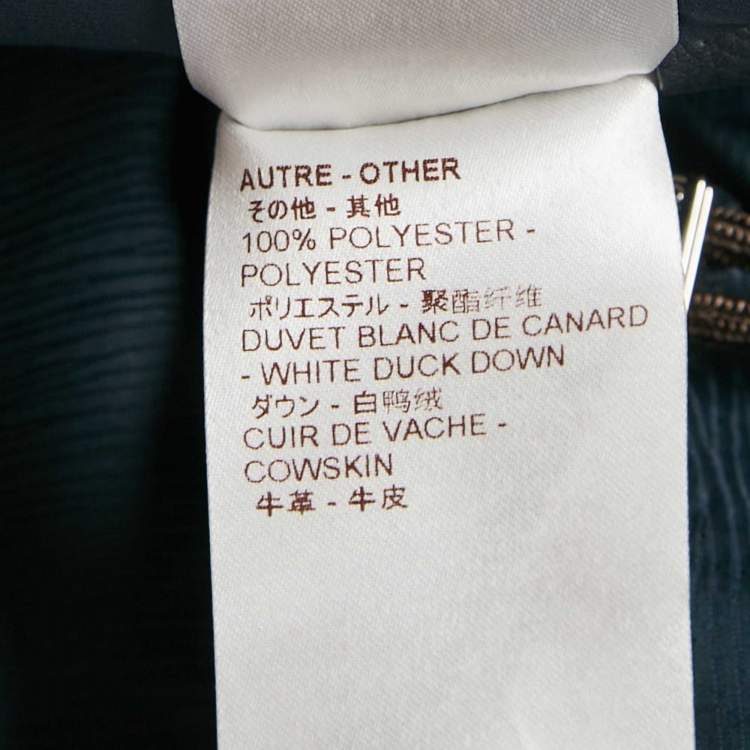 AUTRE - OTHER
その他 - 其他
100% POLYESTER -
POLYESTER
ポリエステル - 聚酯纤维
DUVET BLANC DE CANARD
- WHITE DUCK DOWN
ダウン - 白鸭绒
CUIR DE VACHE -
COWSKIN
牛革 - 牛皮